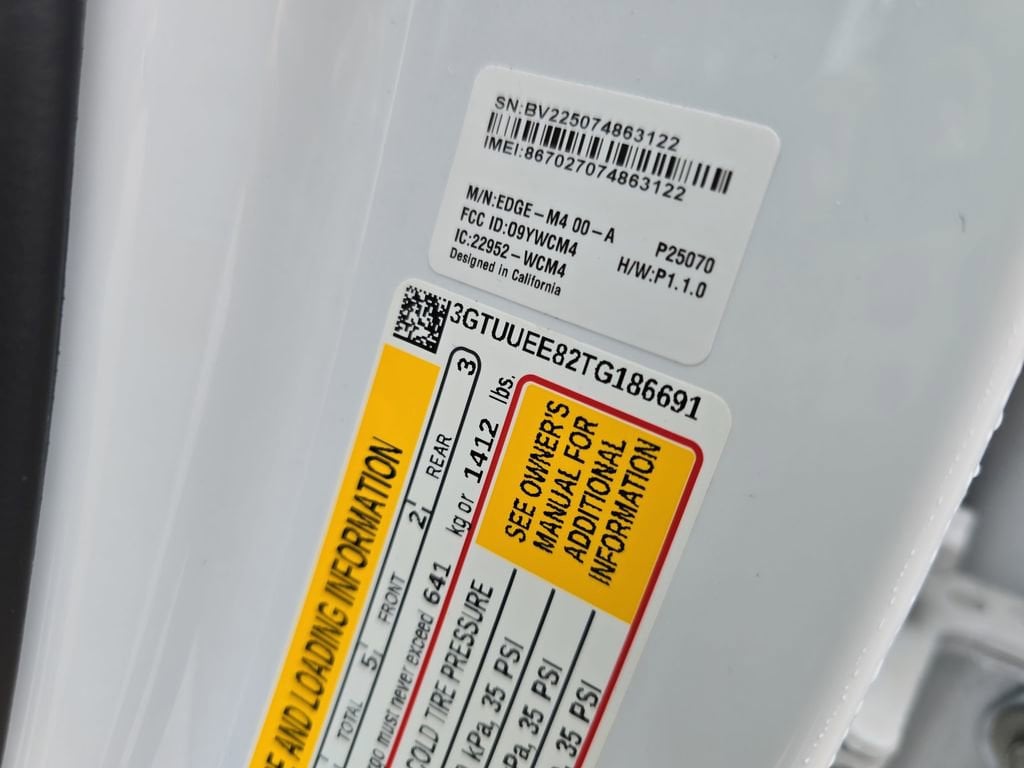 SN:BV225074863122
IMEI:867027074863122
M/N:EDGE-M4 00-A
FCC ID:O9YWCM4
IC:22952-WCM4
Designed in California
P25070
H/W:P1.1.0
3GTUUEE82TG186691
AND LOADING INFORMATION
TOTAL 5 FRONT 2 REAR 3
must never exceed 641 kg or 1412 lbs.
COLD TIRE PRESSURE
SEE OWNER'S
MANUAL FOR
ADDITIONAL
INFORMATION
kPa, 35 PSI
35 PSI
35 PSI